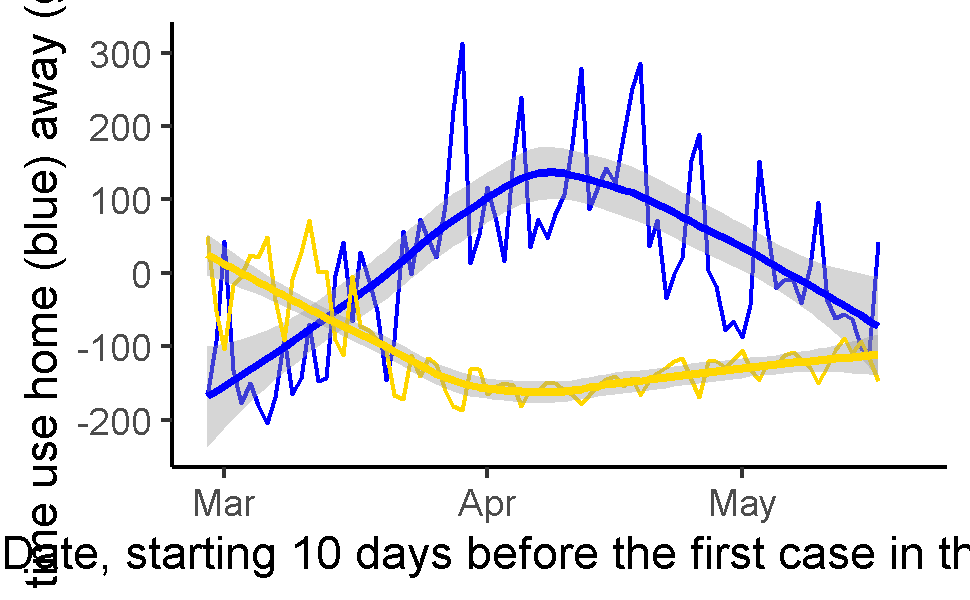 time use home (blue) away (
300
200
100
0
-100
-200
Mar Apr May
Date, starting 10 days before the first case in th